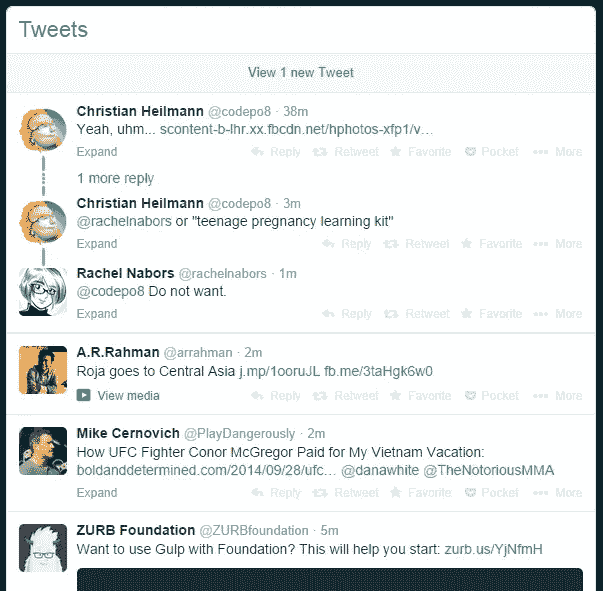 Tweets
View 1 new Tweet
Christian Heilmann @codepo8 · 38m
Yeah, uhm... scontent-b-lhr.xx.fbcdn.net/hphotos-xfp1/v…
Expand Reply Retweet Favorite Pocket More
1 more reply
Christian Heilmann @codepo8 · 3m
@rachelnabors or "teenage pregnancy learning kit"
Expand Reply Retweet Favorite More
Rachel Nabors @rachelnabors · 1m
@codepo8 Do not want.
Expand Reply Retweet Favorite More
A.R.Rahman @arrahman · 2m
Roja goes to Central Asia j.mp/1ooruJL fb.me/3taHgk6w0
View media Reply Retweet Favorite Pocket More
Mike Cernovich @PlayDangerously · 2m
How UFC Fighter Conor McGregor Paid for My Vietnam Vacation:
boldanddetermined.com/2014/09/28/ufc… @danawhite @TheNotoriousMMA
Expand Reply Retweet Favorite Pocket More
ZURB Foundation @ZURBfoundation · 5m
Want to use Gulp with Foundation? This will help you start: zurb.us/YjNfmH